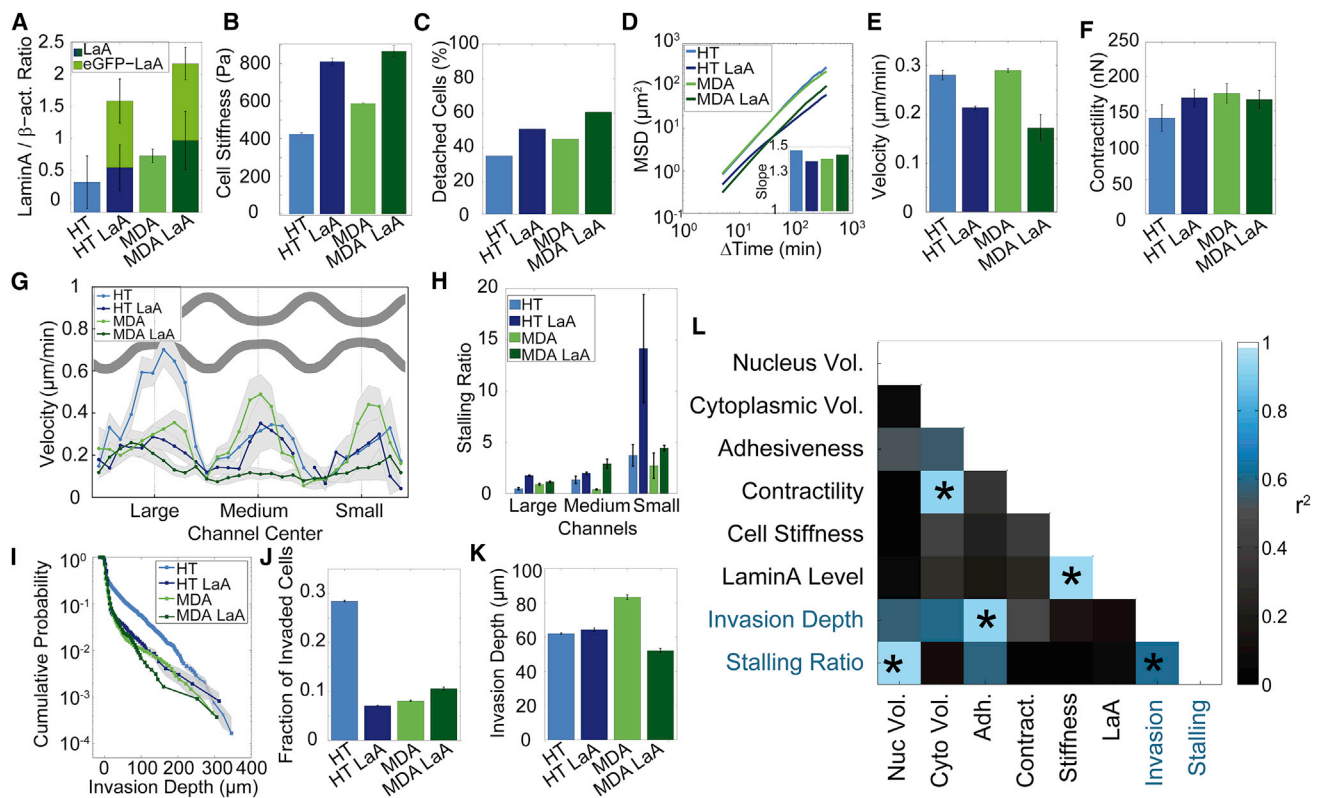 A
LaminA / β-act. Ratio
2.5
2
1.5
1
0.5
0
LaA
eGFP−LaA
HT
HT LaA
MDA
MDA LaA
B
Cell Stiffness (Pa)
800
600
400
200
0
HT
HT LaA
MDA
MDA LaA
C
Detached Cells (%)
100
80
60
40
20
0
HT
HT LaA
MDA
MDA LaA
D
MSD (μm²)
10³
10²
10¹
10⁰
10⁻¹
HT
HT LaA
MDA
MDA LaA
Slope
1.5
1.3
1
10⁰
10¹
10²
10³
ΔTime (min)
E
Velocity (μm/min)
0.3
0.2
0.1
0
HT
HT LaA
MDA
MDA LaA
F
Contractility (nN)
250
200
150
100
50
0
HT
HT LaA
MDA
MDA LaA
G
Velocity (μm/min)
1
0.8
0.6
0.4
0.2
0
HT
HT LaA
MDA
MDA LaA
Large
Medium
Small
Channel Center
H
Stalling Ratio
20
15
10
5
0
HT
HT LaA
MDA
MDA LaA
Large
Medium
Small
Channels
I
Cumulative Probability
10⁰
10⁻¹
10⁻²
10⁻³
10⁻⁴
HT
HT LaA
MDA
MDA LaA
0 100 200 300 400
Invasion Depth (μm)
J
Fraction of Invaded Cells
0.3
0.2
0.1
0
HT
HT LaA
MDA
MDA LaA
K
Invasion Depth (μm)
100
80
60
40
20
0
HT
HT LaA
MDA
MDA LaA
L
Nucleus Vol.
Cytoplasmic Vol.
Adhesiveness
Contractility
Cell Stiffness
LaminA Level
Invasion Depth
Stalling Ratio
*
*
*
*
*
Nuc Vol.
Cyto Vol.
Adh.
Contract.
Stiffness
LaA
Invasion
Stalling
1
0.8
0.6
0.4
0.2
0
r²